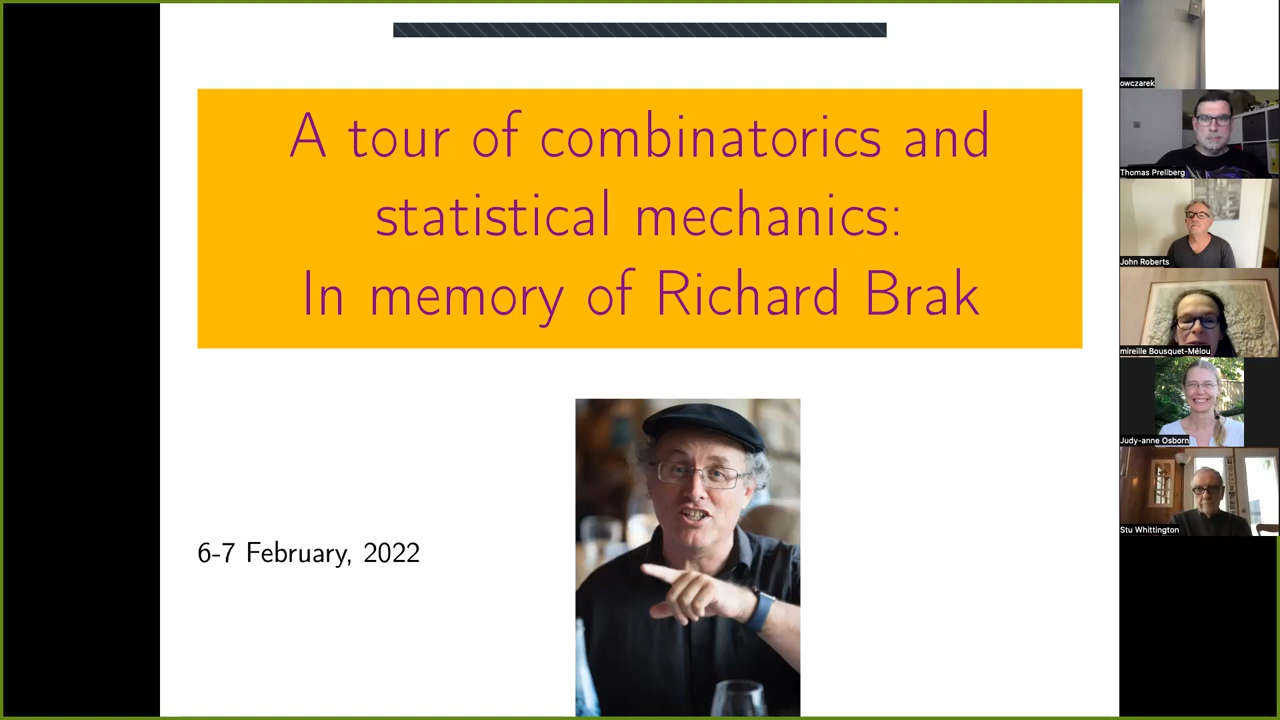 A tour of combinatorics and
statistical mechanics:
In memory of Richard Brak
6-7 February, 2022
owczarek
Thomas Prellberg
John Roberts
mireille Bousquet-Mélou
Judy-anne Osborn
Stu Whittington